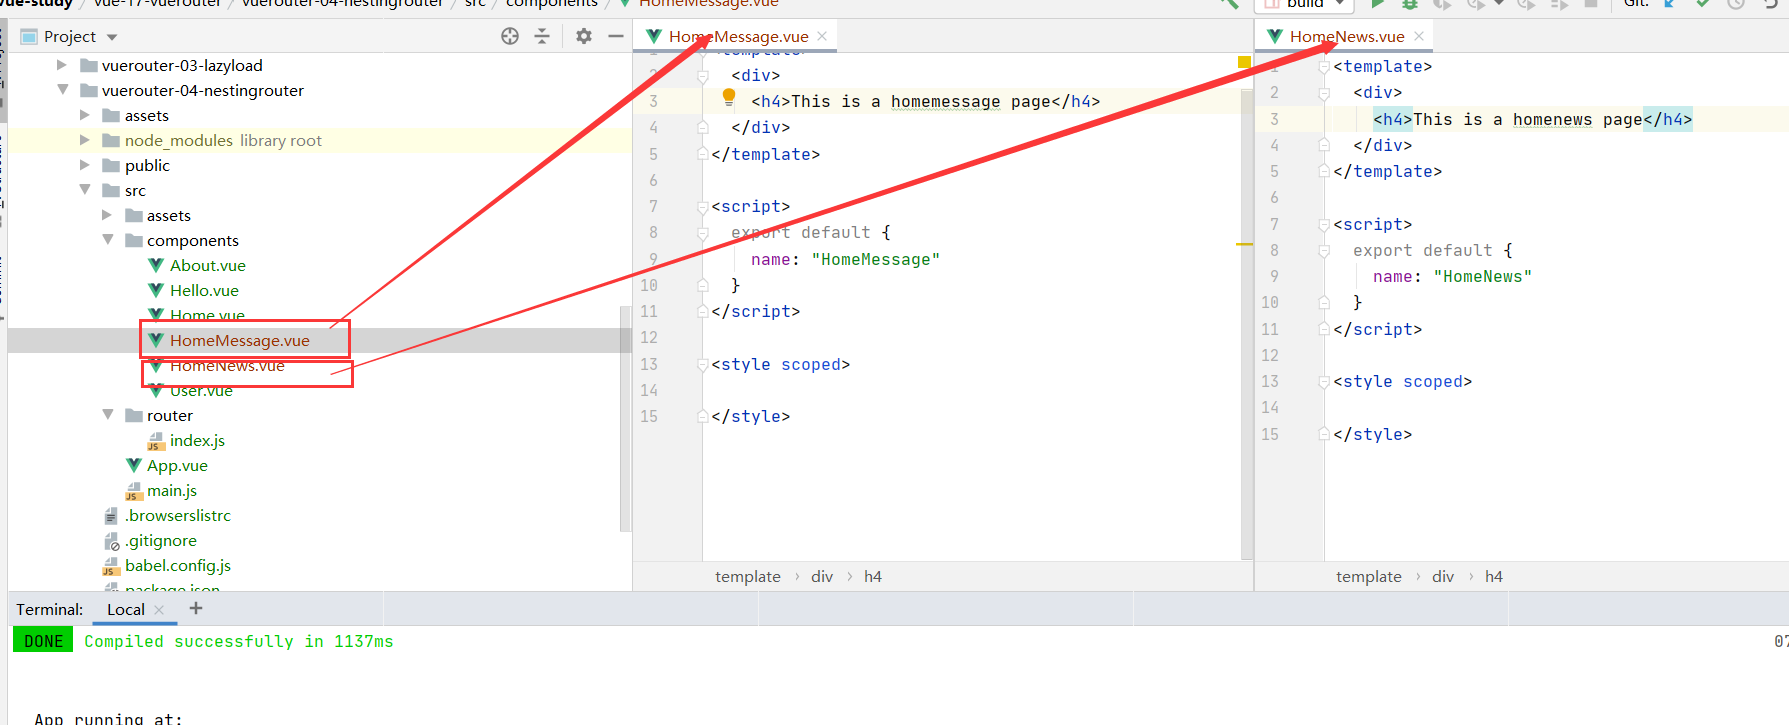 vue-study / vue-17-vuerouter / vuerouter-04-nestingrouter / src / components / HomeMessage.vue
build
Git:
Project
HomeMessage.vue
HomeNews.vue
vuerouter-03-lazyload
vuerouter-04-nestingrouter
assets
node_modules library root
public
src
assets
components
About.vue
Hello.vue
Home.vue
HomeMessage.vue
HomeNews.vue
User.vue
router
index.js
App.vue
main.js
.browserslistrc
.gitignore
babel.config.js
package.json
1 <template>
2 <div>
3 <h4>This is a homemessage page</h4>
4 </div>
5 </template>
6
7 <script>
8 export default {
9 name: "HomeMessage"
10 }
11 </script>
12
13 <style scoped>
14
15 </style>
template › div › h4
1 <template>
2 <div>
3 <h4>This is a homenews page</h4>
4 </div>
5 </template>
6
7 <script>
8 export default {
9 name: "HomeNews"
10 }
11 </script>
12
13 <style scoped>
14
15 </style>
template › div › h4
Terminal: Local
DONE Compiled successfully in 1137ms 07
App running at: